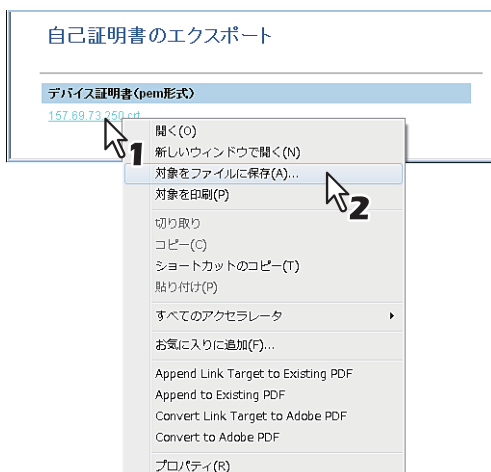 自己証明書のエクスポート
デバイス証明書(pem形式)
157.69.73.250.crt
1
開く(O)
新しいウィンドウで開く(N)
対象をファイルに保存(A)...
対象を印刷(P)
2
切り取り
コピー(C)
ショートカットのコピー(T)
貼り付け(P)
すべてのアクセラレータ
お気に入りに追加(F)...
Append Link Target to Existing PDF
Append to Existing PDF
Convert Link Target to Adobe PDF
Convert to Adobe PDF
プロパティ(R)